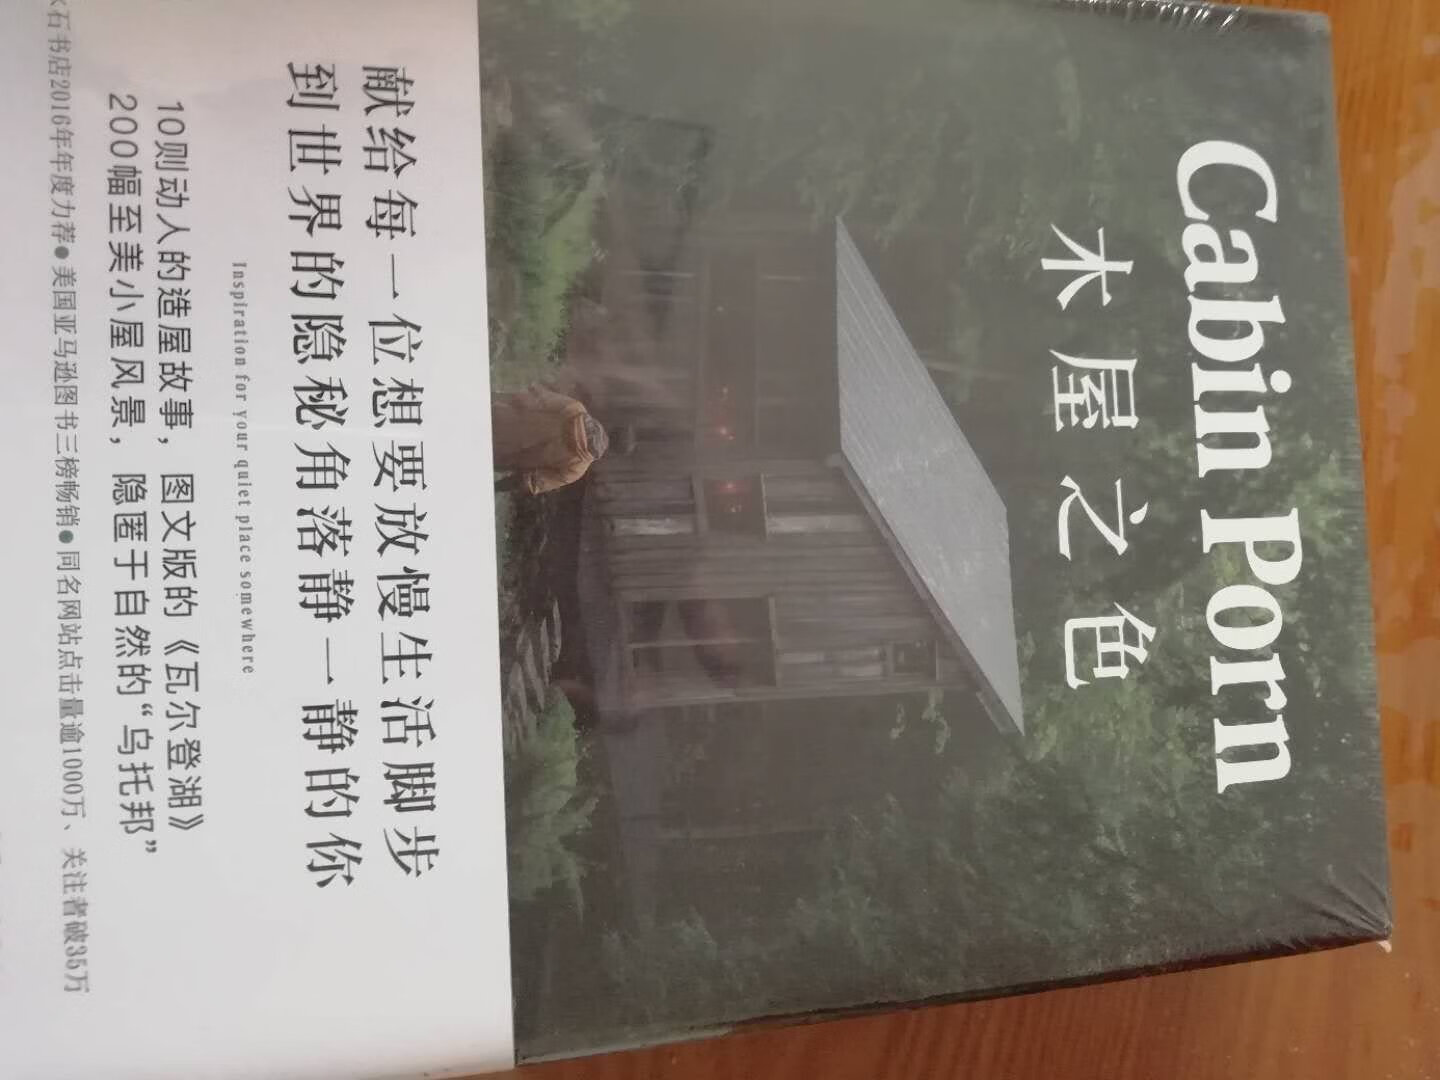 Cabin Porn
木屋之色
献给每一位想要放慢生活脚步
到世界的隐秘角落静一静的你
Inspiration for your quiet place somewhere
10则动人的造屋故事，图文版的《瓦尔登湖》
200幅至美小屋风景，隐匿于自然的“乌托邦”
石书店2016年年度力荐●美国亚马逊图书三榜畅销●同名网站点击量逾1000万、关注者破35万